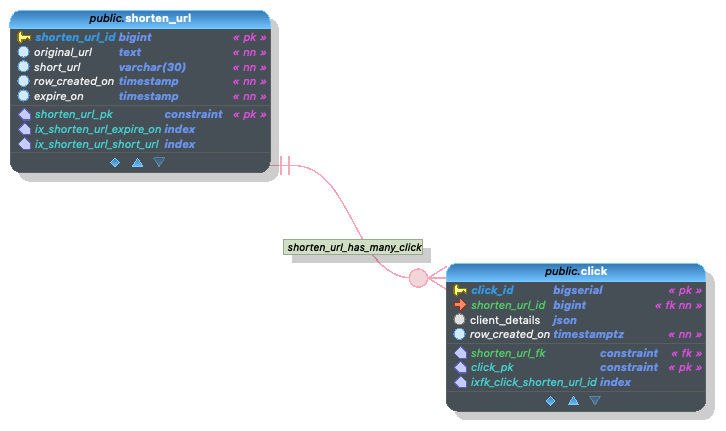 public.shorten_url
shorten_url_id bigint « pk »
original_url text « nn »
short_url varchar(30) « nn »
row_created_on timestamp « nn »
expire_on timestamp « nn »
shorten_url_pk constraint « pk »
ix_shorten_url_expire_on index
ix_shorten_url_short_url index
shorten_url_has_many_click
public.click
click_id bigserial « pk »
shorten_url_id bigint « fk nn »
client_details json
row_created_on timestamptz « nn »
shorten_url_fk constraint « fk »
click_pk constraint « pk »
ixfk_click_shorten_url_id index